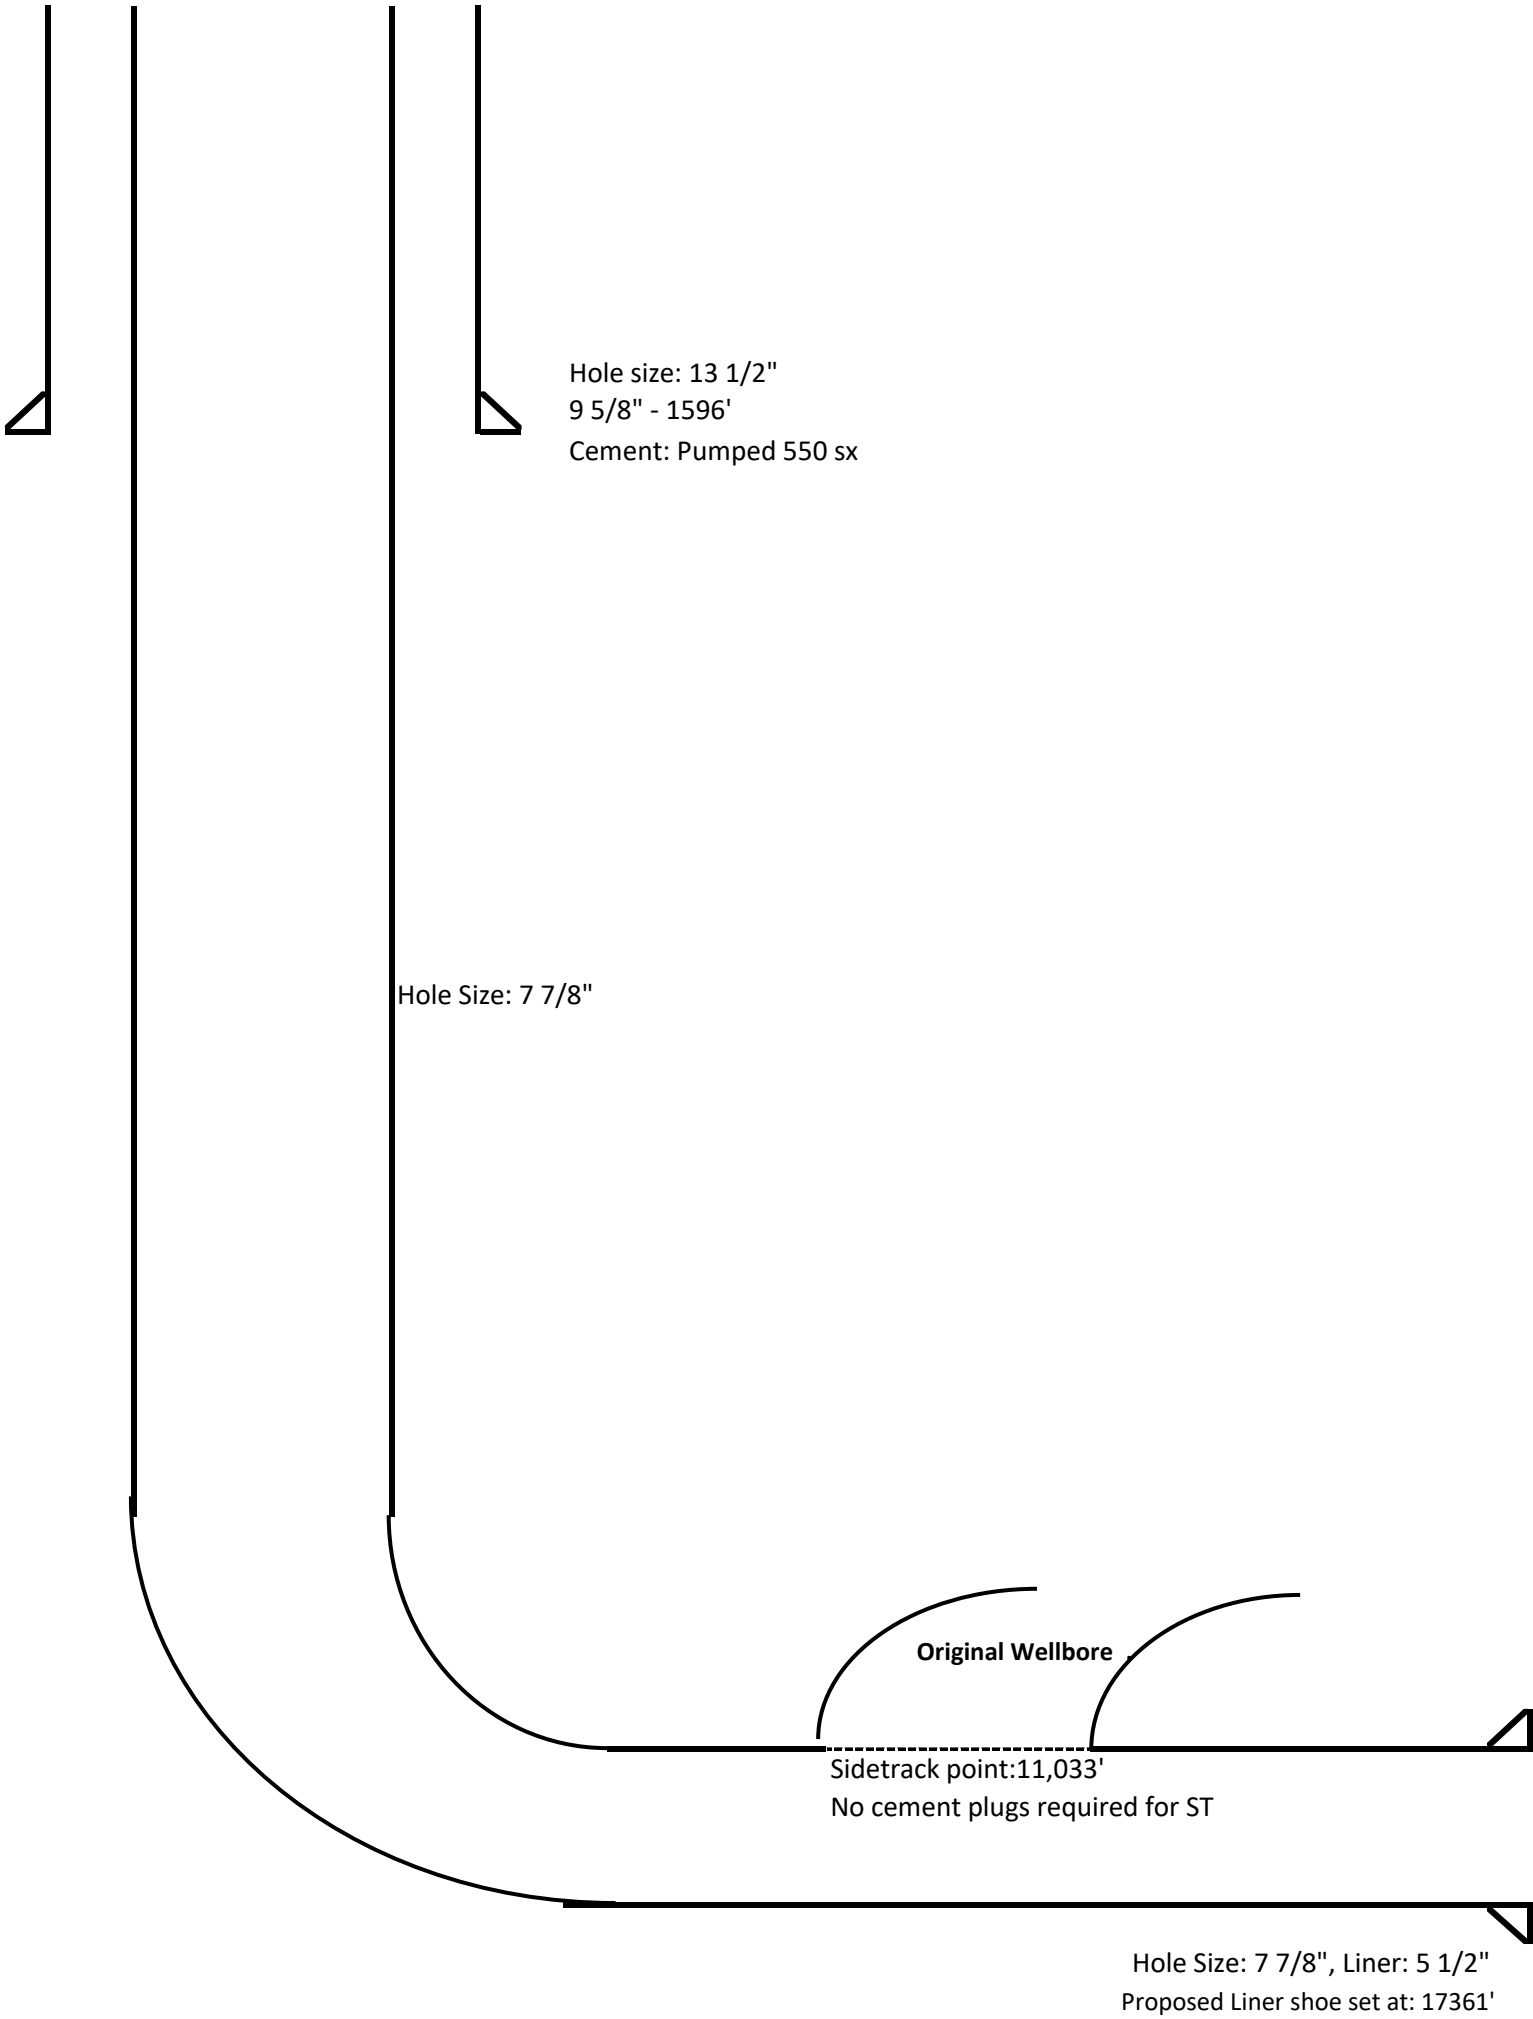 Hole size: 13 1/2"
9 5/8" - 1596'
Cement: Pumped 550 sx
Hole Size: 7 7/8"
Original Wellbore
Sidetrack point:11,033'
No cement plugs required for ST
Hole Size: 7 7/8", Liner: 5 1/2"
Proposed Liner shoe set at: 17361'